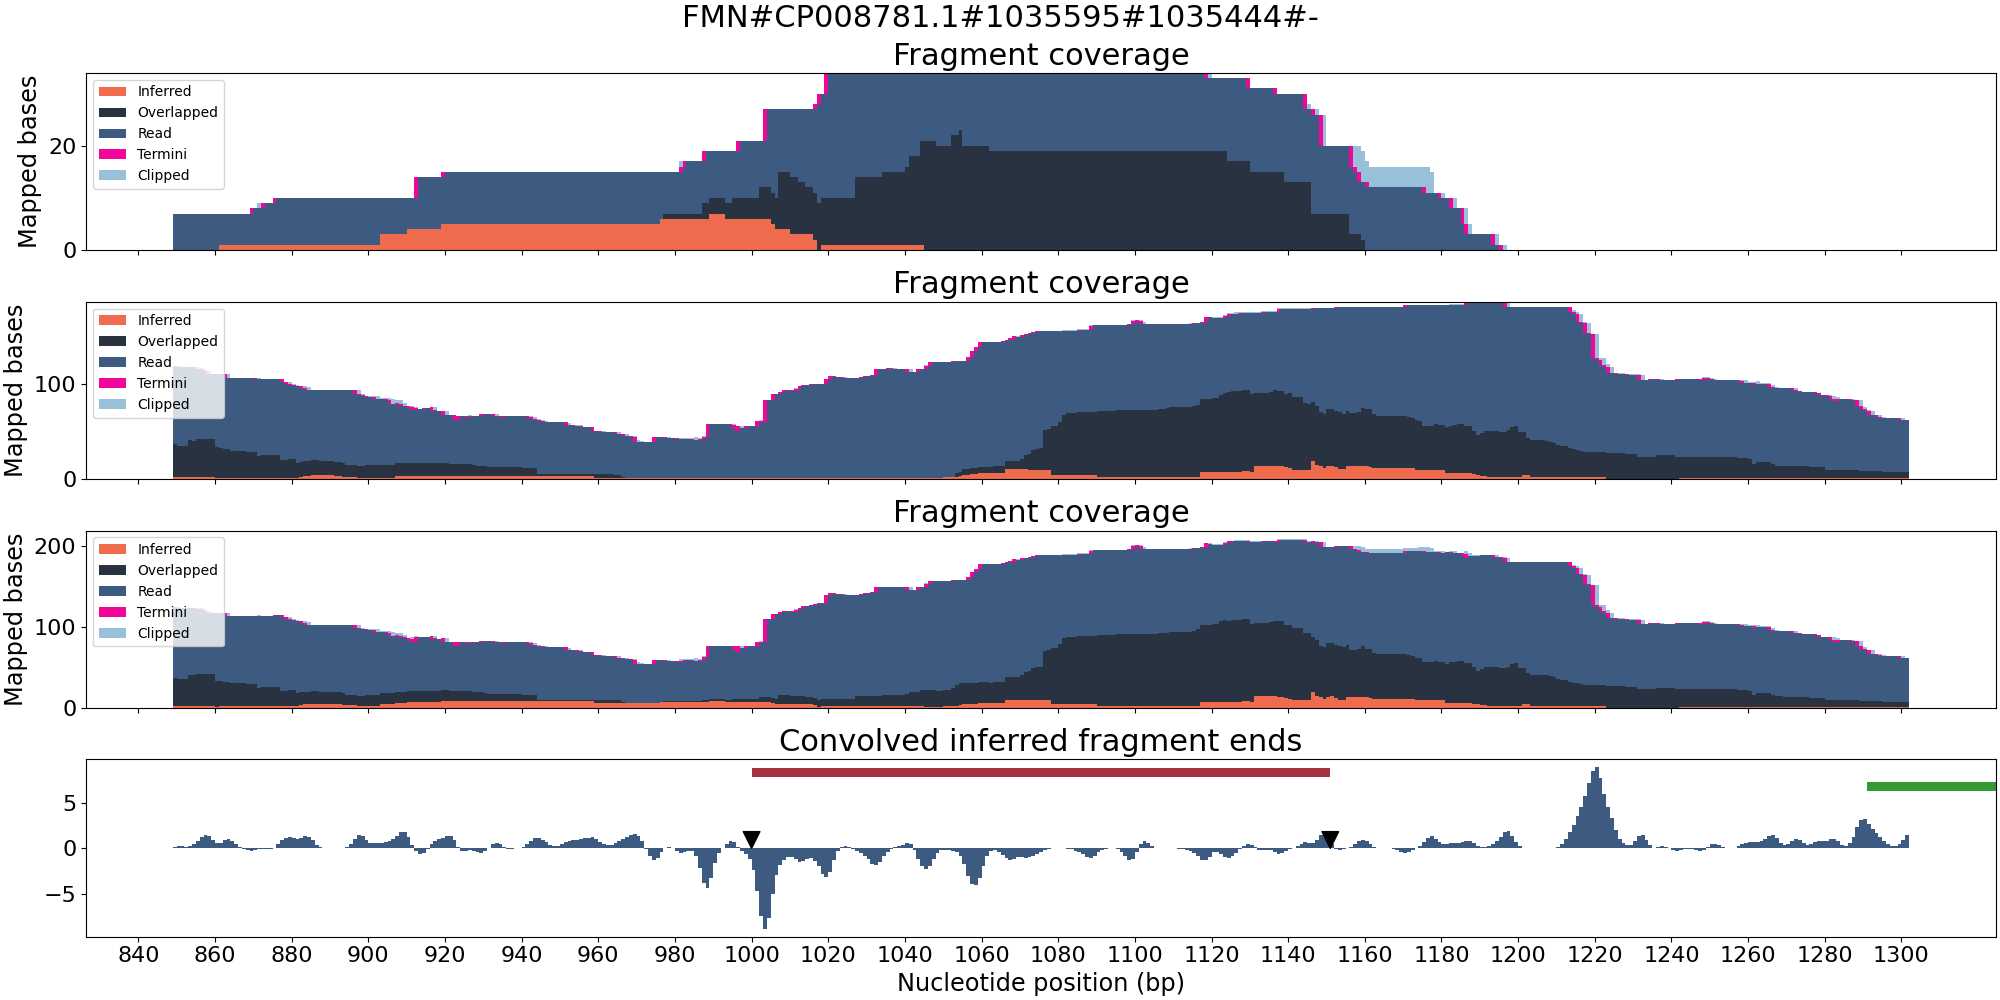 FMN#CP008781.1#1035595#1035444#-
Fragment coverage
Mapped bases
20
0
Inferred
Overlapped
Read
Termini
Clipped
Fragment coverage
Mapped bases
100
0
Inferred
Overlapped
Read
Termini
Clipped
Fragment coverage
Mapped bases
200
100
0
Inferred
Overlapped
Read
Termini
Clipped
Convolved inferred fragment ends
5
0
−5
840 860 880 900 920 940 960 980 1000 1020 1040 1060 1080 1100 1120 1140 1160 1180 1200 1220 1240 1260 1280 1300
Nucleotide position (bp)